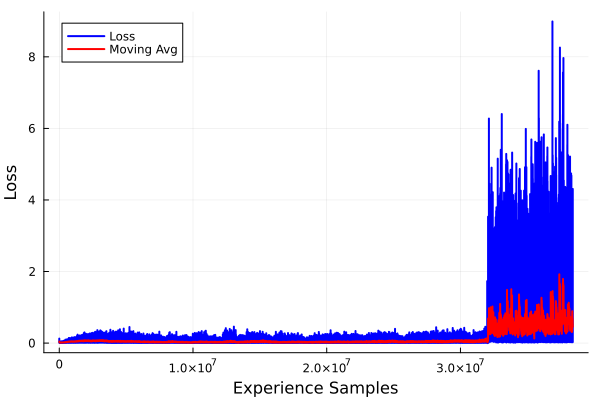 Loss
Moving Avg
8
6
4
2
0
Loss
0
1.0×10⁷
2.0×10⁷
3.0×10⁷
Experience Samples